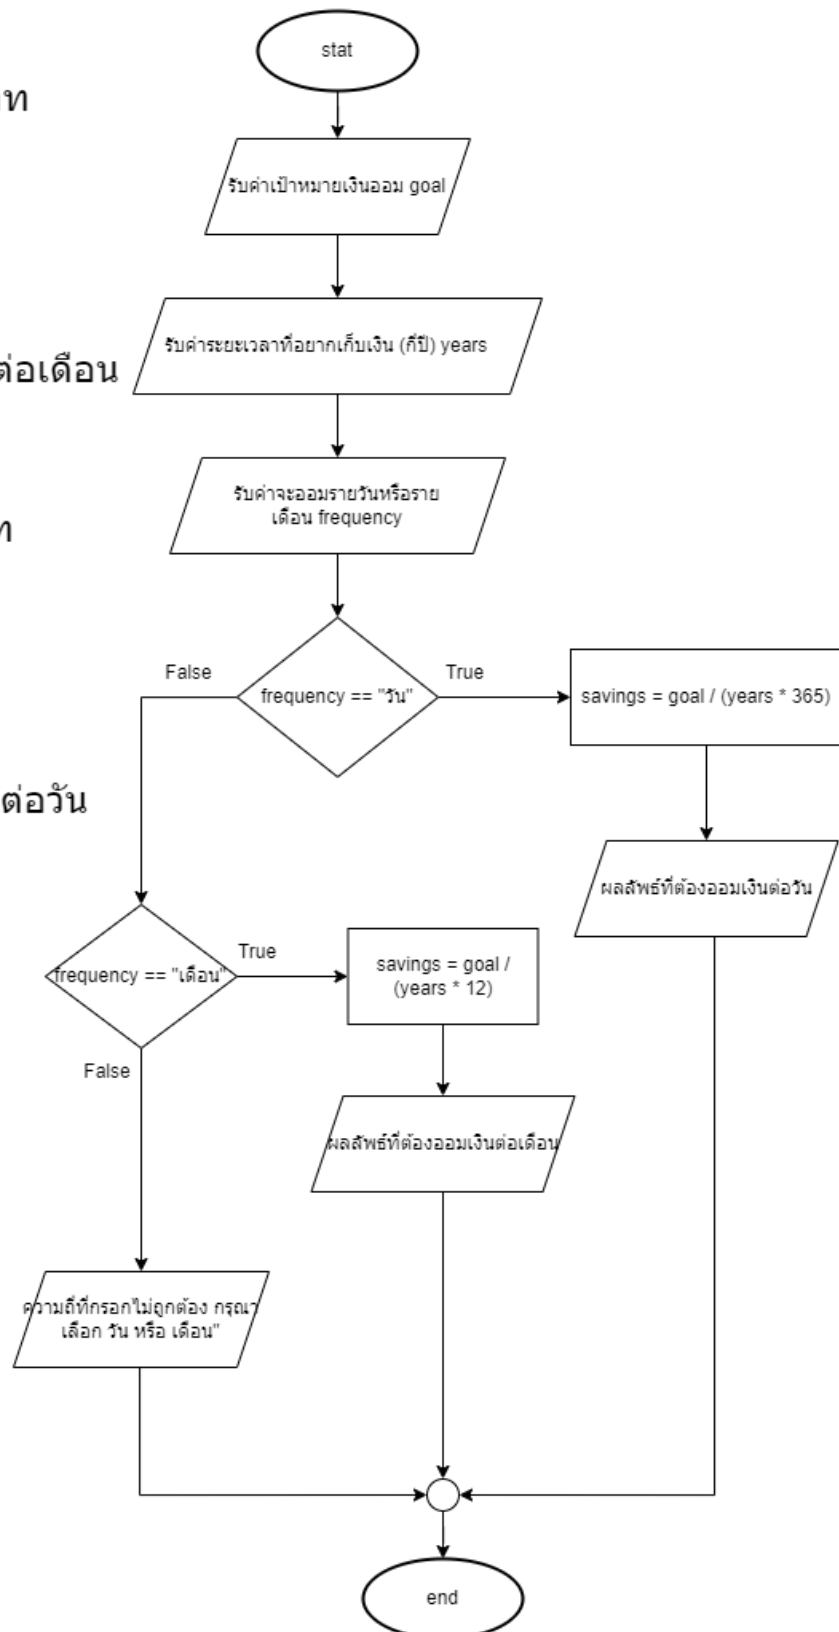 stat
าท
รับค่าเป้าหมายเงินออม goal
รับค่าระยะเวลาที่อยากเก็บเงิน (กี่ปี) years
ต่อเดือน
รับค่าจะออมรายวันหรือราย
เดือน frequency
ท
False
True
frequency == "วัน"
savings = goal / (years * 365)
ต่อวัน
ผลลัพธ์ที่ต้องออมเงินต่อวัน
True
frequency == "เดือน"
savings = goal /
(years * 12)
False
ผลลัพธ์ที่ต้องออมเงินต่อเดือน
ความถี่ที่กรอกไม่ถูกต้อง กรุณา
เลือก วัน หรือ เดือน"
end